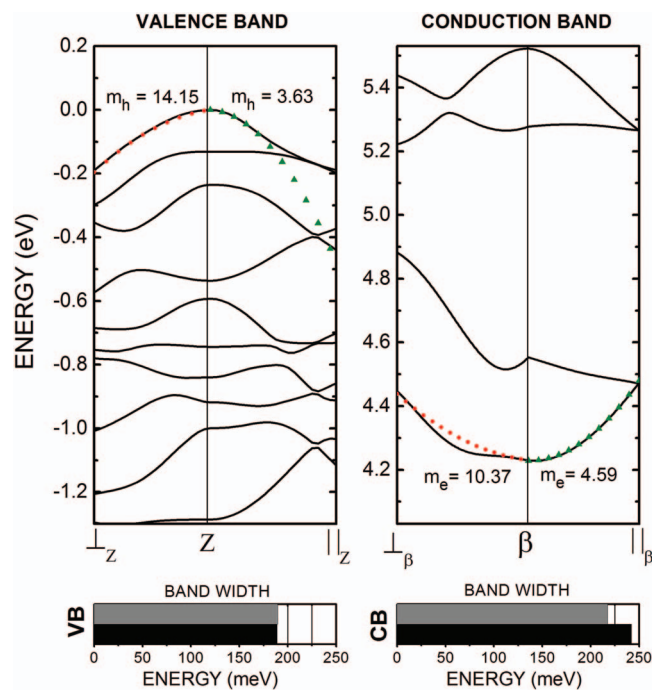 VALENCE BAND
CONDUCTION BAND
ENERGY (eV)
0.2
0.0
-0.2
-0.4
-0.6
-0.8
-1.0
-1.2
m_h = 14.15
m_h = 3.63
⊥_Z
Z
||_Z
5.4
5.2
5.0
4.8
4.6
4.4
4.2
m_e = 10.37
m_e = 4.59
⊥_β
β
||_β
BAND WIDTH
VB
0 50 100 150 200 250
ENERGY (meV)
BAND WIDTH
CB
0 50 100 150 200 250
ENERGY (meV)